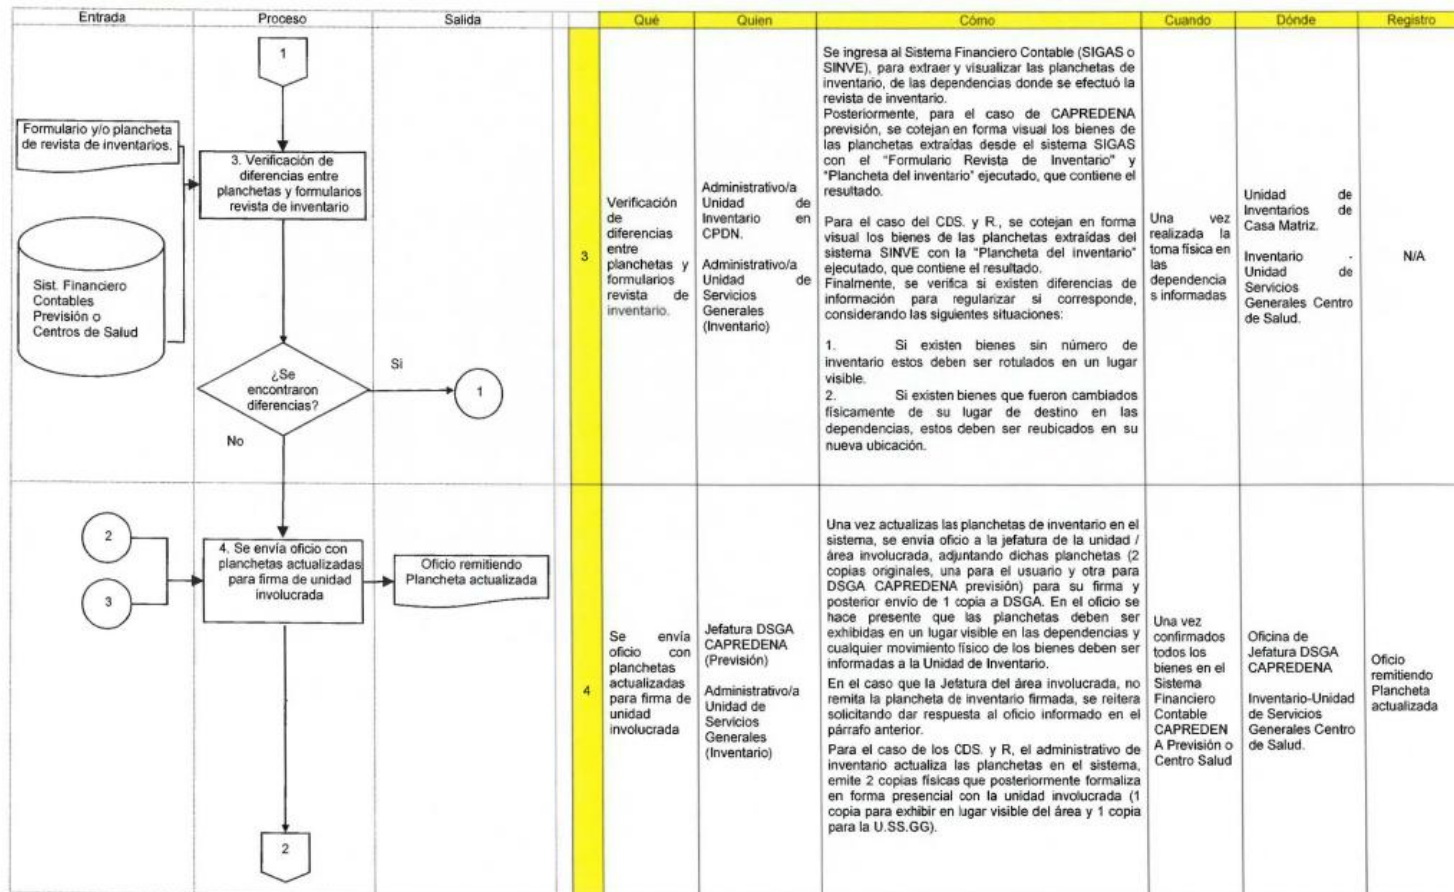 Entrada
Proceso
Salida
Qué
Quien
Cómo
Cuando
Dónde
Registro
1
Formulario y/o plancheta
de revista de inventarios.
3. Verificación de
diferencias entre
planchetas y formularios
revista de inventario
Sist. Financiero
Contables
Previsión o
Centros de Salud
¿Se
encontraron
diferencias?
Si
1
No
3
Verificación
de
diferencias
entre
planchetas y
formularios
revista de
inventario.
Administrativo/a
Unidad de
Inventario en
CPDN.
Administrativo/a
Unidad de
Servicios
Generales
(Inventario)
Se ingresa al Sistema Financiero Contable (SIGAS o
SINVE), para extraer y visualizar las planchetas de
inventario, de las dependencias donde se efectuó la
revista de inventario.
Posteriormente, para el caso de CAPREDENA
previsión, se cotejan en forma visual los bienes de
las planchetas extraídas desde el sistema SIGAS
con el "Formulario Revista de Inventario" y
"Plancheta del inventario" ejecutado, que contiene el
resultado.
Para el caso del CDS. y R., se cotejan en forma
visual los bienes de las planchetas extraídas del
sistema SINVE con la "Plancheta del inventario"
ejecutado, que contiene el resultado.
Finalmente, se verifica si existen diferencias de
información para regularizar si corresponde,
considerando las siguientes situaciones:
1. Si existen bienes sin número de
inventario estos deben ser rotulados en un lugar
visible.
2. Si existen bienes que fueron cambiados
físicamente de su lugar de destino en las
dependencias, estos deben ser reubicados en su
nueva ubicación.
Una vez
realizada la
toma física en
las
dependencia
s informadas
Unidad de
Inventarios de
Casa Matriz.
Inventario -
Unidad de
Servicios
Generales Centro
de Salud.
N/A
2
3
4. Se envía oficio con
planchetas actualizadas
para firma de unidad
involucrada
Oficio remitiendo
Plancheta actualizada
2
4
Se envía
oficio con
planchetas
actualizadas
para firma de
unidad
involucrada
Jefatura DSGA
CAPREDENA
(Previsión)
Administrativo/a
Unidad de
Servicios
Generales
(Inventario)
Una vez actualizas las planchetas de inventario en el
sistema, se envía oficio a la jefatura de la unidad /
área involucrada, adjuntando dichas planchetas (2
copias originales, una para el usuario y otra para
DSGA CAPREDENA previsión) para su firma y
posterior envío de 1 copia a DSGA. En el oficio se
hace presente que las planchetas deben ser
exhibidas en un lugar visible en las dependencias y
cualquier movimiento físico de los bienes deben ser
informadas a la Unidad de Inventario.
En el caso que la Jefatura del área involucrada, no
remita la plancheta de inventario firmada, se reitera
solicitando dar respuesta al oficio informado en el
párrafo anterior.
Para el caso de los CDS. y R, el administrativo de
inventario actualiza las planchetas en el sistema,
emite 2 copias físicas que posteriormente formaliza
en forma presencial con la unidad involucrada (1
copia para exhibir en lugar visible del área y 1 copia
para la U.SS.GG).
Una vez
confirmados
todos los
bienes en el
Sistema
Financiero
Contable
CAPREDEN
A Previsión o
Centro Salud
Oficina de
Jefatura DSGA
CAPREDENA
Inventario-Unidad
de Servicios
Generales Centro
de Salud.
Oficio
remitiendo
Plancheta
actualizada